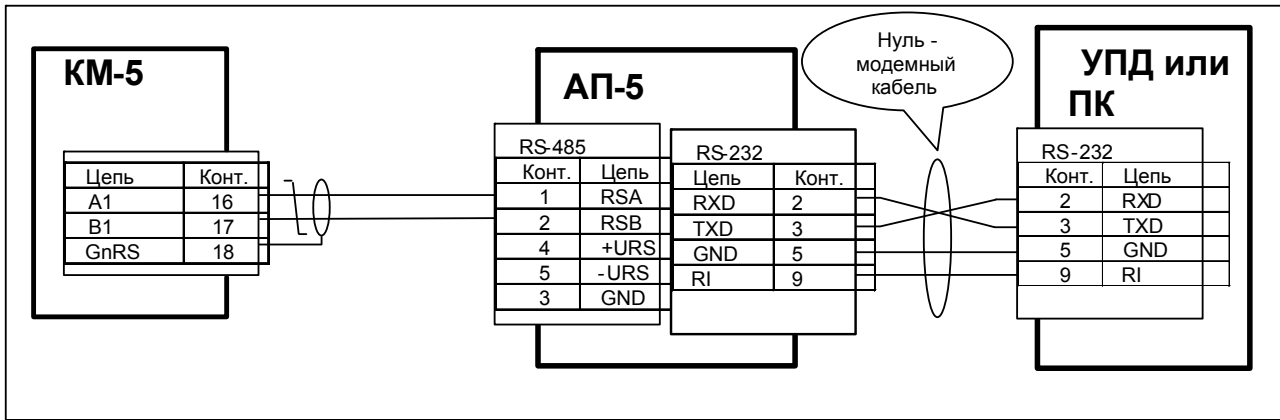 КМ-5
Цепь Конт.
A1 16
B1 17
GnRS 18
АП-5
RS-485
Конт. Цепь
1 RSA
2 RSB
4 +URS
5 -URS
3 GND
RS-232
Цепь Конт.
RXD 2
TXD 3
GND 5
RI 9
Нуль -
модемный
кабель
УПД или
ПК
RS-232
Конт. Цепь
2 RXD
3 TXD
5 GND
9 RI